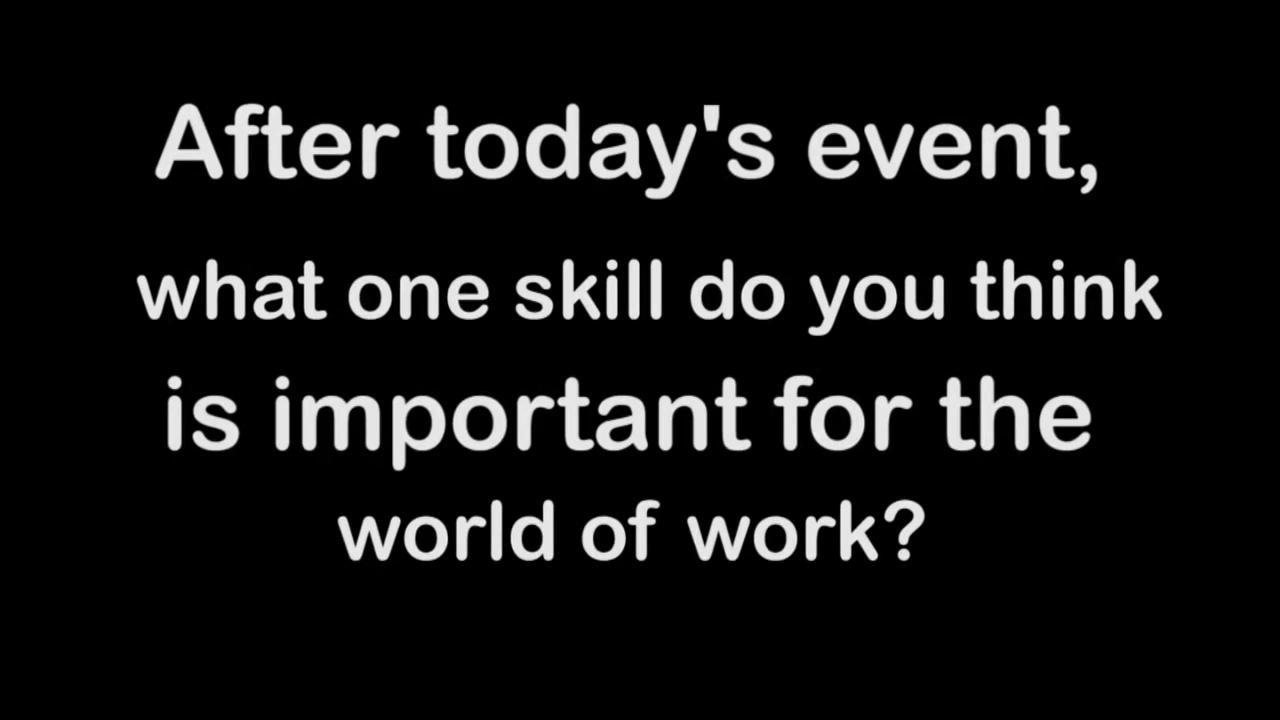 After today's event,
what one skill do you think
is important for the
world of work?